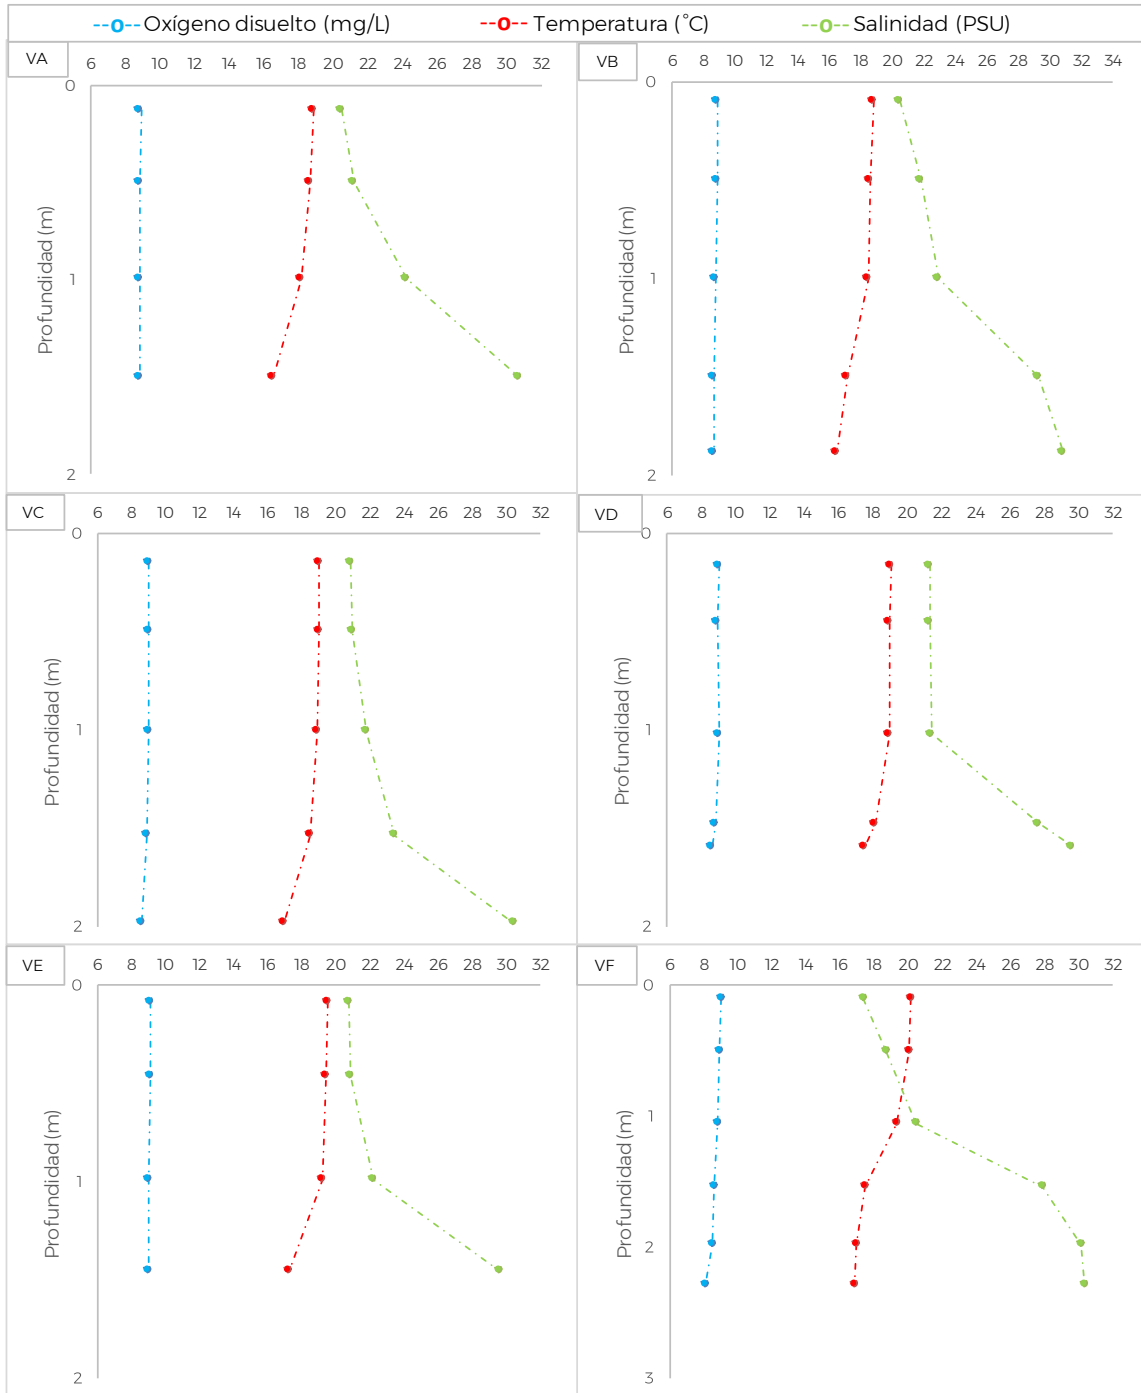 Oxígeno disuelto (mg/L) Temperatura (°C) Salinidad (PSU)
VA
6 8 10 12 14 16 18 20 22 24 26 28 30 32
0
1
2
Profundidad (m)
VB
6 8 10 12 14 16 18 20 22 24 26 28 30 32 34
0
1
2
Profundidad (m)
VC
6 8 10 12 14 16 18 20 22 24 26 28 30 32
0
1
2
Profundidad (m)
VD
6 8 10 12 14 16 18 20 22 24 26 28 30 32
0
1
2
Profundidad (m)
VE
6 8 10 12 14 16 18 20 22 24 26 28 30 32
0
1
2
Profundidad (m)
VF
6 8 10 12 14 16 18 20 22 24 26 28 30 32
0
1
2
3
Profundidad (m)